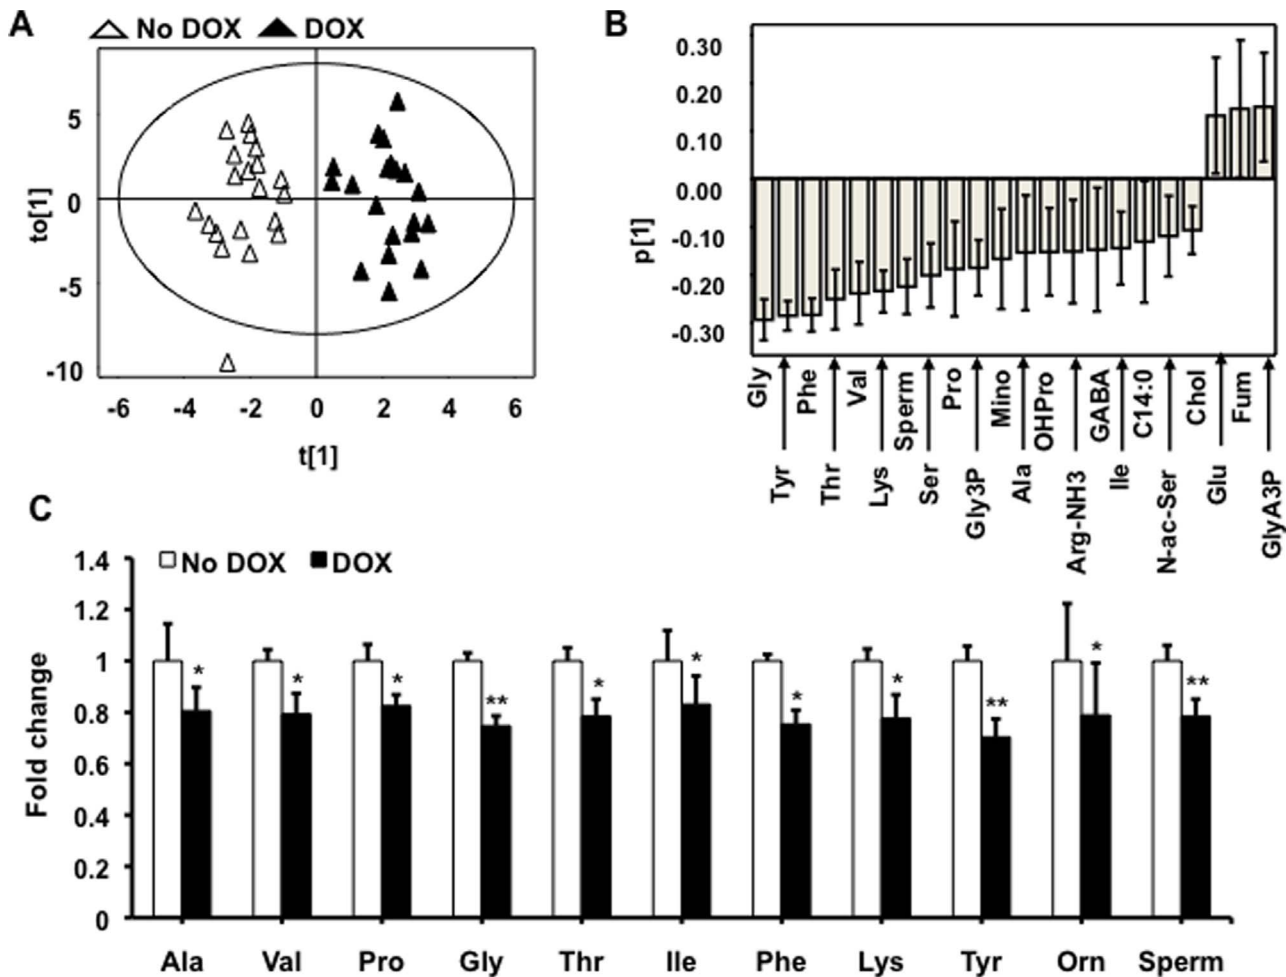 A
No DOX DOX
5
0
-5
-10
to[1]
-6 -4 -2 0 2 4 6
t[1]
B
0.30
0.20
0.10
0.00
-0.10
-0.20
-0.30
p[1]
Gly Phe Val Sperm Pro Mino OHPro GABA C14:0 Chol Fum
Tyr Thr Lys Ser Gly3P Ala Arg-NH3 Ile N-ac-Ser Glu GlyA3P
C
No DOX DOX
1.4
1.2
1
0.8
0.6
0.4
0.2
0
Fold change
* * * ** * * * * ** * **
Ala Val Pro Gly Thr Ile Phe Lys Tyr Orn Sperm